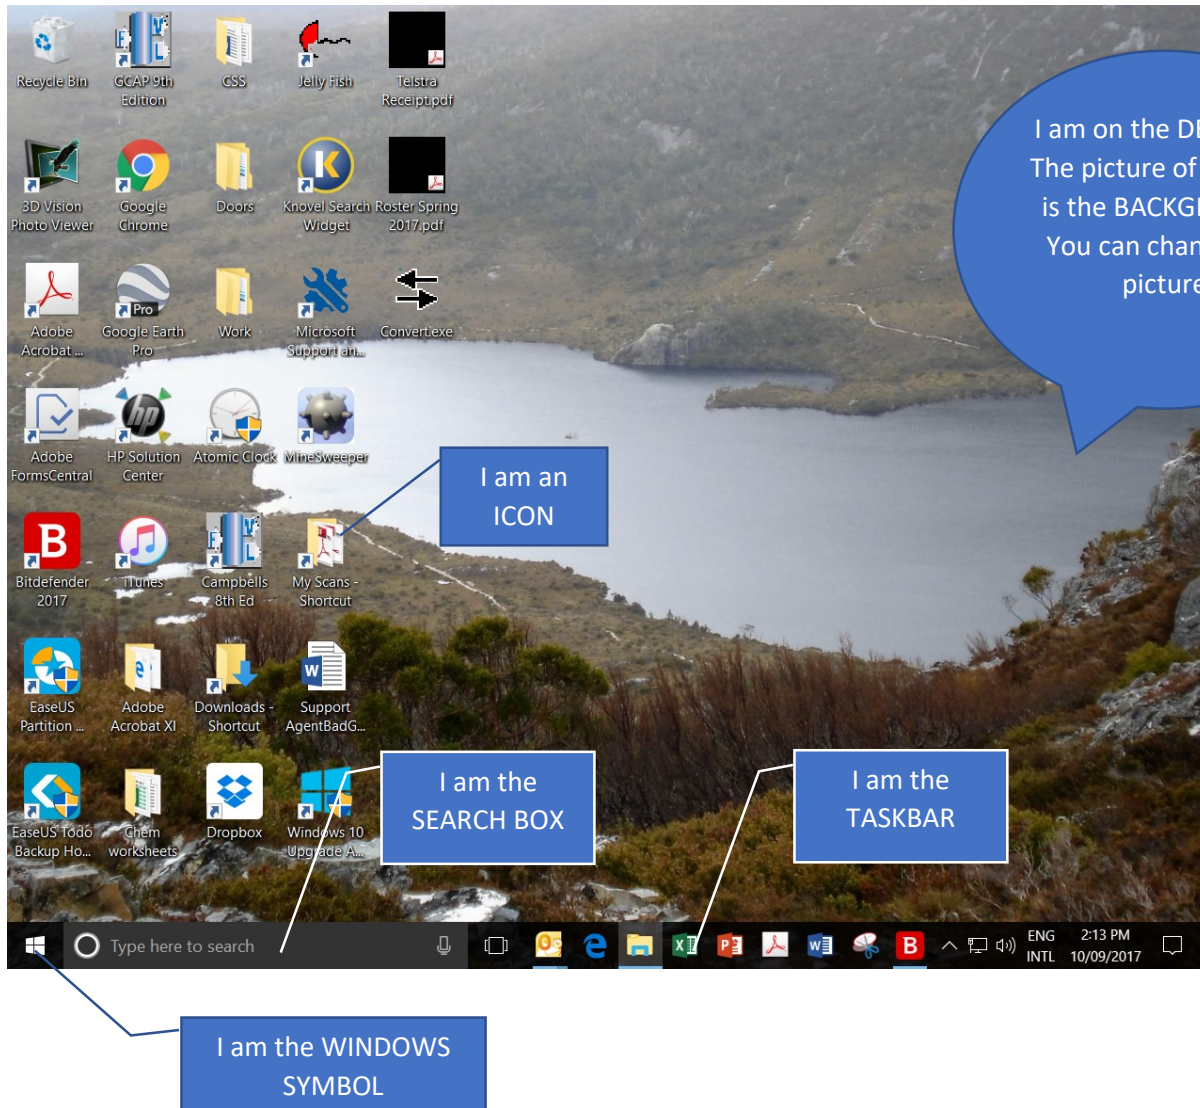 Recycle Bin
GCAP 9th
Edition
CSS
Jelly Fish
Telstra
Receipt.pdf
I am on the DE
The picture of
is the BACKG
You can chan
picture
3D Vision
Photo Viewer
Google
Chrome
Doors
Knovel Search
Widget
Roster Spring
2017.pdf
Adobe
Acrobat ...
Pro
Google Earth
Pro
Work
Microsoft
Support an...
Convert.exe
Adobe
FormsCentral
hp
HP Solution
Center
Atomic Clock
MineSweeper
I am an
ICON
B
Bitdefender
2017
iTunes
Campbells
8th Ed
My Scans -
Shortcut
EaseUS
Partition ...
Adobe
Acrobat XI
Downloads -
Shortcut
Support
AgentBadG...
I am the
SEARCH BOX
I am the
TASKBAR
EaseUS Todo
Backup Ho...
Chem
worksheets
Dropbox
Windows 10
Upgrade A...
Type here to search
ENG
INTL
2:13 PM
10/09/2017
I am the WINDOWS
SYMBOL